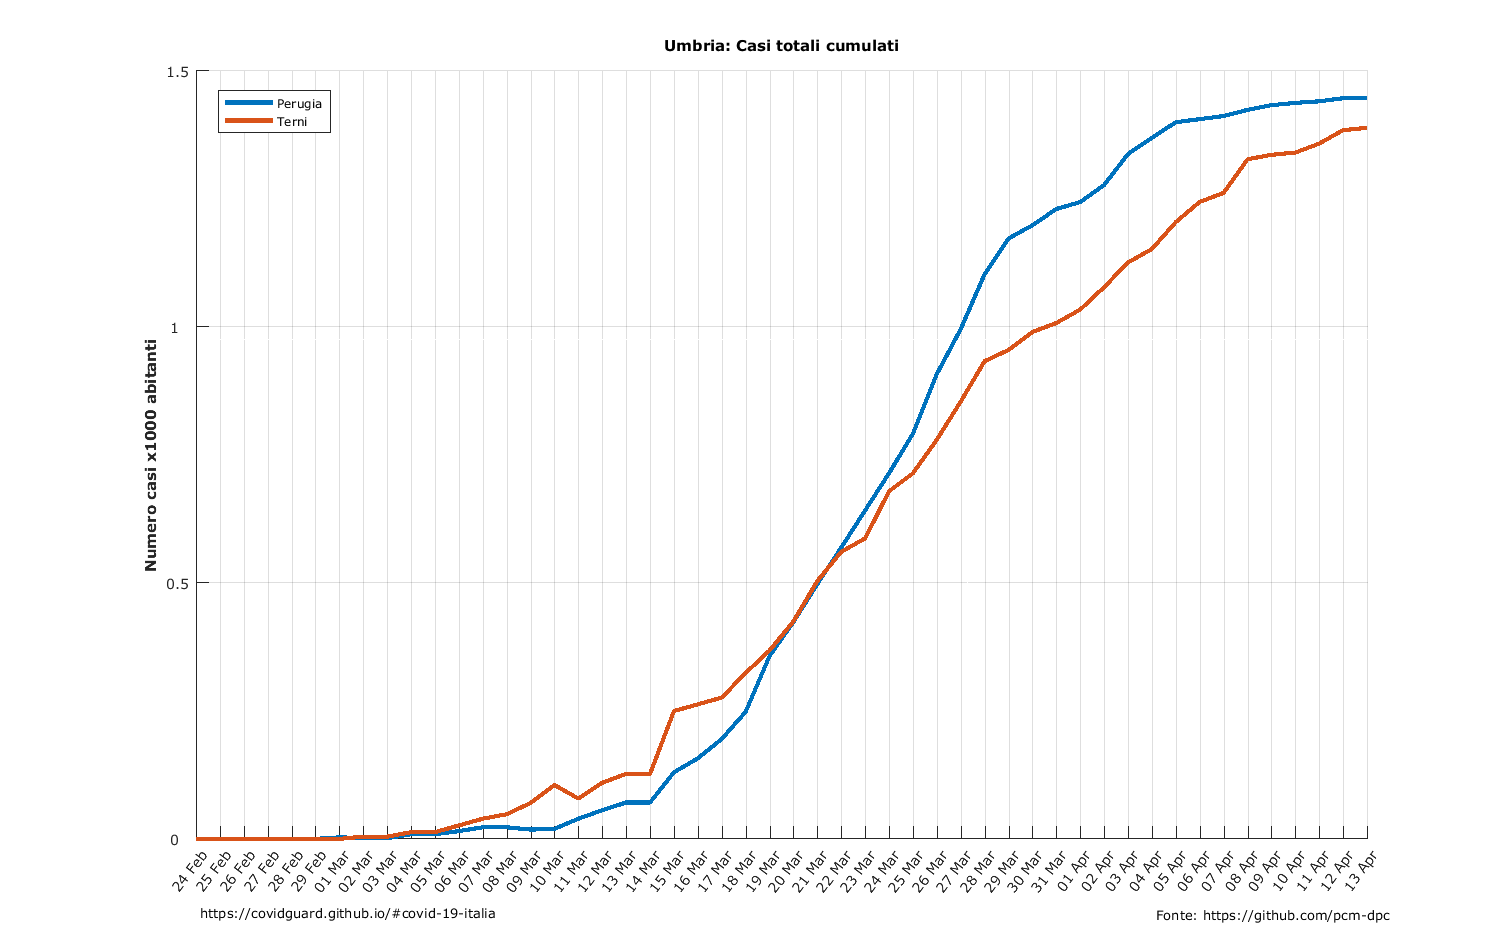 Umbria: Casi totali cumulati
1.5
Perugia
Terni
1
Numero casi x1000 abitanti
0.5
0
24 Feb
25 Feb
26 Feb
27 Feb
28 Feb
29 Feb
01 Mar
02 Mar
03 Mar
04 Mar
05 Mar
06 Mar
07 Mar
08 Mar
09 Mar
10 Mar
11 Mar
12 Mar
13 Mar
14 Mar
15 Mar
16 Mar
17 Mar
18 Mar
19 Mar
20 Mar
21 Mar
22 Mar
23 Mar
24 Mar
25 Mar
26 Mar
27 Mar
28 Mar
29 Mar
30 Mar
31 Mar
01 Apr
02 Apr
03 Apr
04 Apr
05 Apr
06 Apr
07 Apr
08 Apr
09 Apr
10 Apr
11 Apr
12 Apr
13 Apr
https://covidguard.github.io/#covid-19-italia
Fonte: https://github.com/pcm-dpc